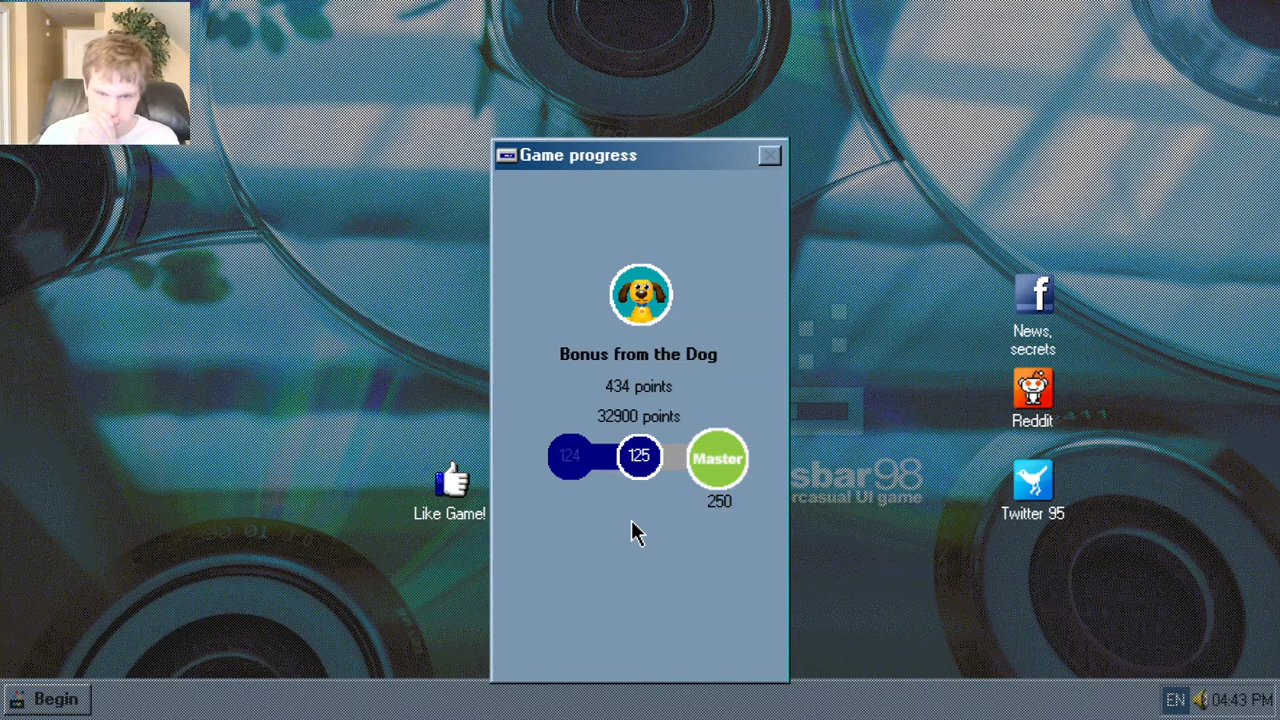 Game progress
Bonus from the Dog
434 points
32900 points
124
125
Master
250
News,
secrets
Reddit
Like Game!
sbar98
rcasual UI game
Twitter 95
Begin
EN
04:43 PM